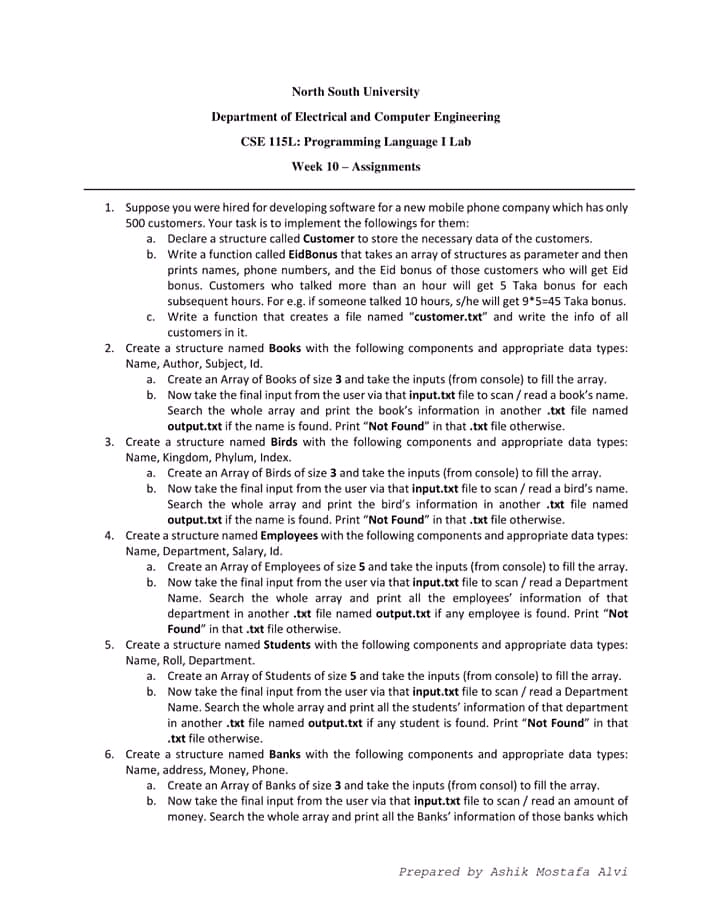 North South University
Department of Electrical and Computer Engineering
CSE 115L: Programming Language I Lab
Week 10 – Assignments
1. Suppose you were hired for developing software for a new mobile phone company which has only
500 customers. Your task is to implement the followings for them:
a. Declare a structure called Customer to store the necessary data of the customers.
b. Write a function called EidBonus that takes an array of structures as parameter and then
prints names, phone numbers, and the Eid bonus of those customers who will get Eid
bonus. Customers who talked more than an hour will get 5 Taka bonus for each
subsequent hours. For e.g. if someone talked 10 hours, s/he will get 9*5=45 Taka bonus.
c. Write a function that creates a file named “customer.txt” and write the info of all
customers in it.
2. Create a structure named Books with the following components and appropriate data types:
Name, Author, Subject, Id.
a. Create an Array of Books of size 3 and take the inputs (from console) to fill the array.
b. Now take the final input from the user via that input.txt file to scan / read a book’s name.
Search the whole array and print the book’s information in another .txt file named
output.txt if the name is found. Print “Not Found” in that .txt file otherwise.
3. Create a structure named Birds with the following components and appropriate data types:
Name, Kingdom, Phylum, Index.
a. Create an Array of Birds of size 3 and take the inputs (from console) to fill the array.
b. Now take the final input from the user via that input.txt file to scan / read a bird’s name.
Search the whole array and print the bird’s information in another .txt file named
output.txt if the name is found. Print “Not Found” in that .txt file otherwise.
4. Create a structure named Employees with the following components and appropriate data types:
Name, Department, Salary, Id.
a. Create an Array of Employees of size 5 and take the inputs (from console) to fill the array.
b. Now take the final input from the user via that input.txt file to scan / read a Department
Name. Search the whole array and print all the employees’ information of that
department in another .txt file named output.txt if any employee is found. Print “Not
Found” in that .txt file otherwise.
5. Create a structure named Students with the following components and appropriate data types:
Name, Roll, Department.
a. Create an Array of Students of size 5 and take the inputs (from console) to fill the array.
b. Now take the final input from the user via that input.txt file to scan / read a Department
Name. Search the whole array and print all the students’ information of that department
in another .txt file named output.txt if any student is found. Print “Not Found” in that
.txt file otherwise.
6. Create a structure named Banks with the following components and appropriate data types:
Name, address, Money, Phone.
a. Create an Array of Banks of size 3 and take the inputs (from consol) to fill the array.
b. Now take the final input from the user via that input.txt file to scan / read an amount of
money. Search the whole array and print all the Banks’ information of those banks which
Prepared by Ashik Mostafa Alvi